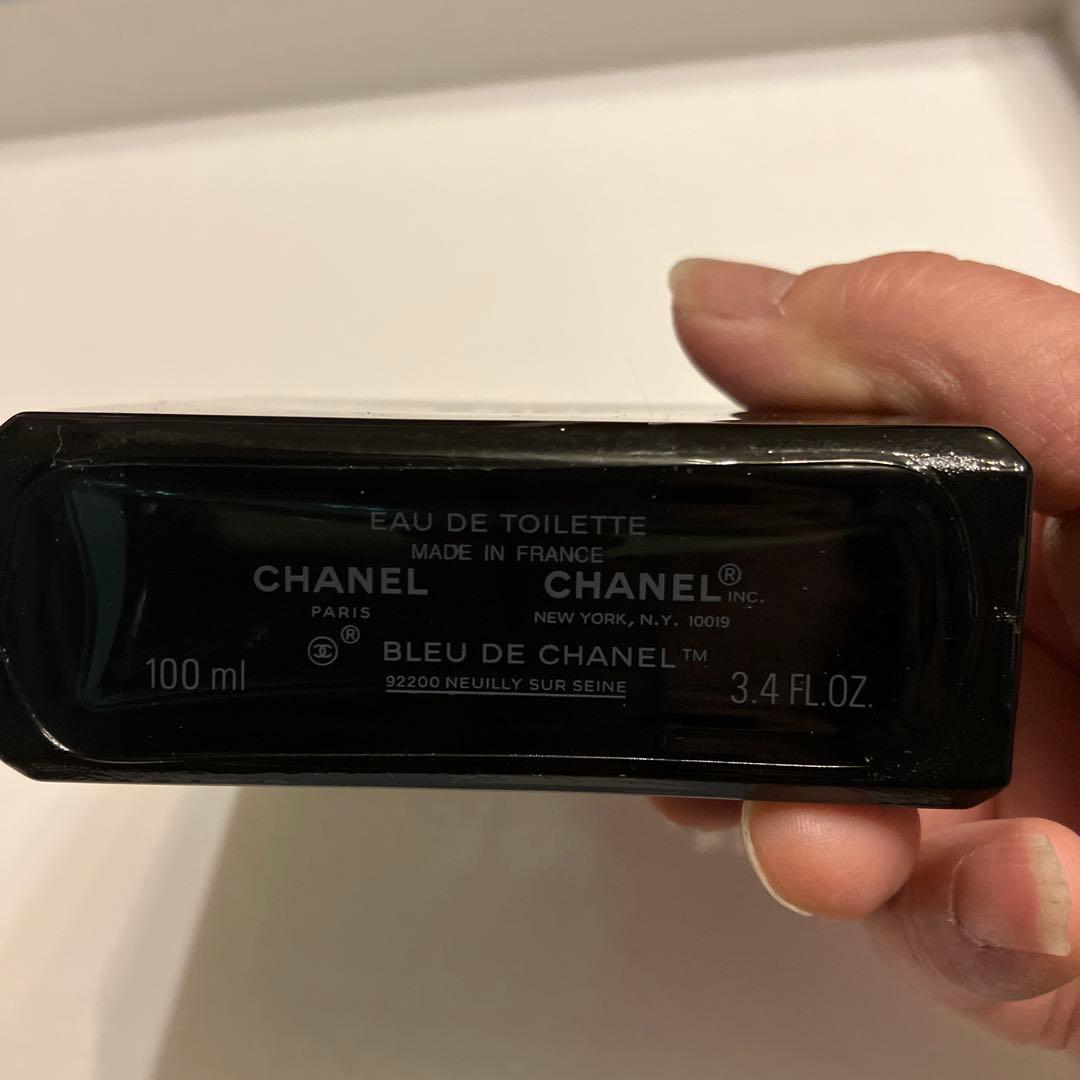 EAU DE TOILETTE
MADE IN FRANCE
CHANEL CHANEL® INC.
PARIS NEW YORK, N.Y. 10019
® BLEU DE CHANEL™
100 ml 92200 NEUILLY SUR SEINE 3.4 FL.OZ.